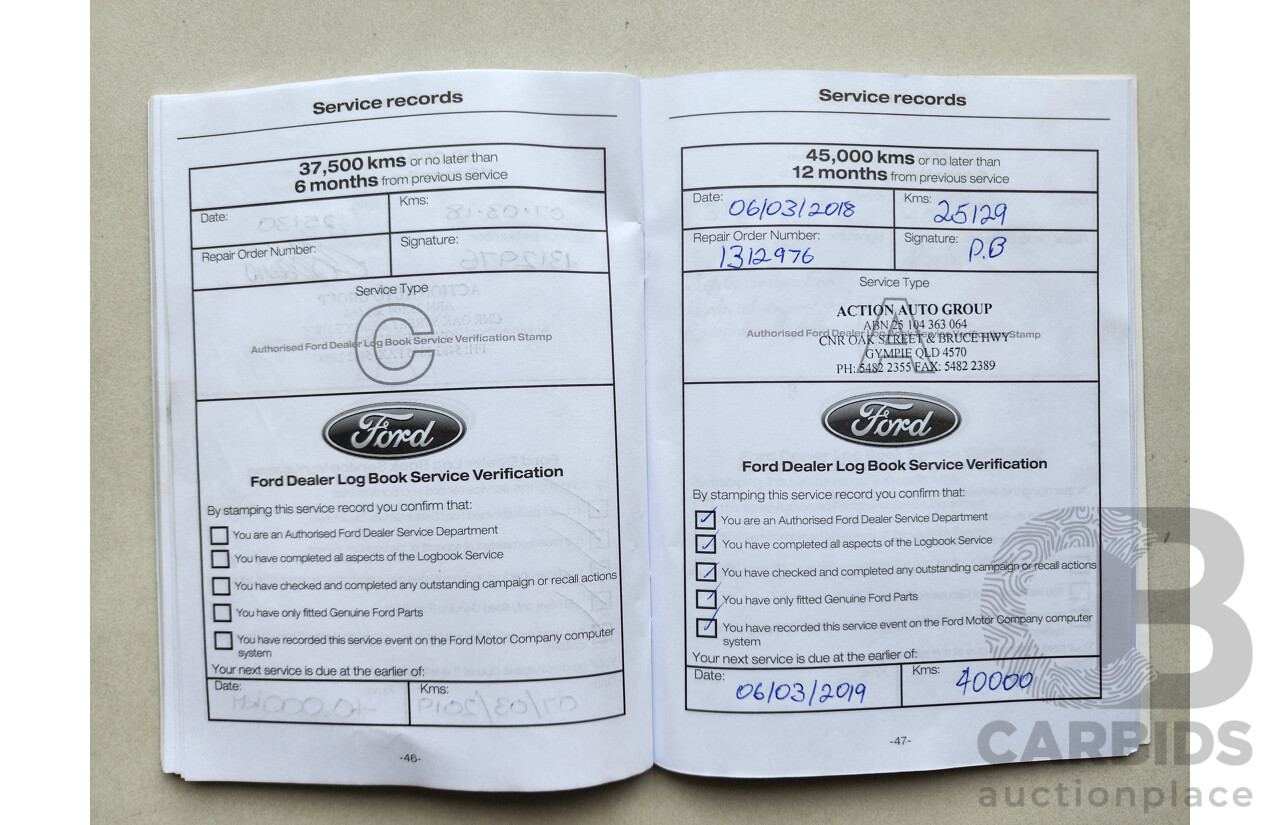 Service records
37,500 kms or no later than
6 months from previous service
Date:
Kms:
Repair Order Number:
Signature:
Service Type
C
Authorised Ford Dealer Log Book Service Verification Stamp
Ford
Ford Dealer Log Book Service Verification
By stamping this service record you confirm that:
You are an Authorised Ford Dealer Service Department
You have completed all aspects of the Logbook Service
You have checked and completed any outstanding campaign or recall actions
You have only fitted Genuine Ford Parts
You have recorded this service event on the Ford Motor Company computer
system
Your next service is due at the earlier of:
Date:
Kms:
-46-
Service records
45,000 kms or no later than
12 months from previous service
Date: 06/03/2018
Kms: 25129
Repair Order Number:
1312976
Signature: P.B
Service Type
A
ACTION AUTO GROUP
ABN 25 104 363 064
Authorised Ford Dealer Log Book Service Verification Stamp
CNR OAK STREET & BRUCE HWY
GYMPIE QLD 4570
PH: 5482 2355 FAX: 5482 2389
Ford
Ford Dealer Log Book Service Verification
By stamping this service record you confirm that:
You are an Authorised Ford Dealer Service Department
You have completed all aspects of the Logbook Service
You have checked and completed any outstanding campaign or recall actions
You have only fitted Genuine Ford Parts
You have recorded this service event on the Ford Motor Company computer
system
Your next service is due at the earlier of:
Date: 06/03/2019
Kms: 40000
-47-
CB
CARBIDS
auctionplace